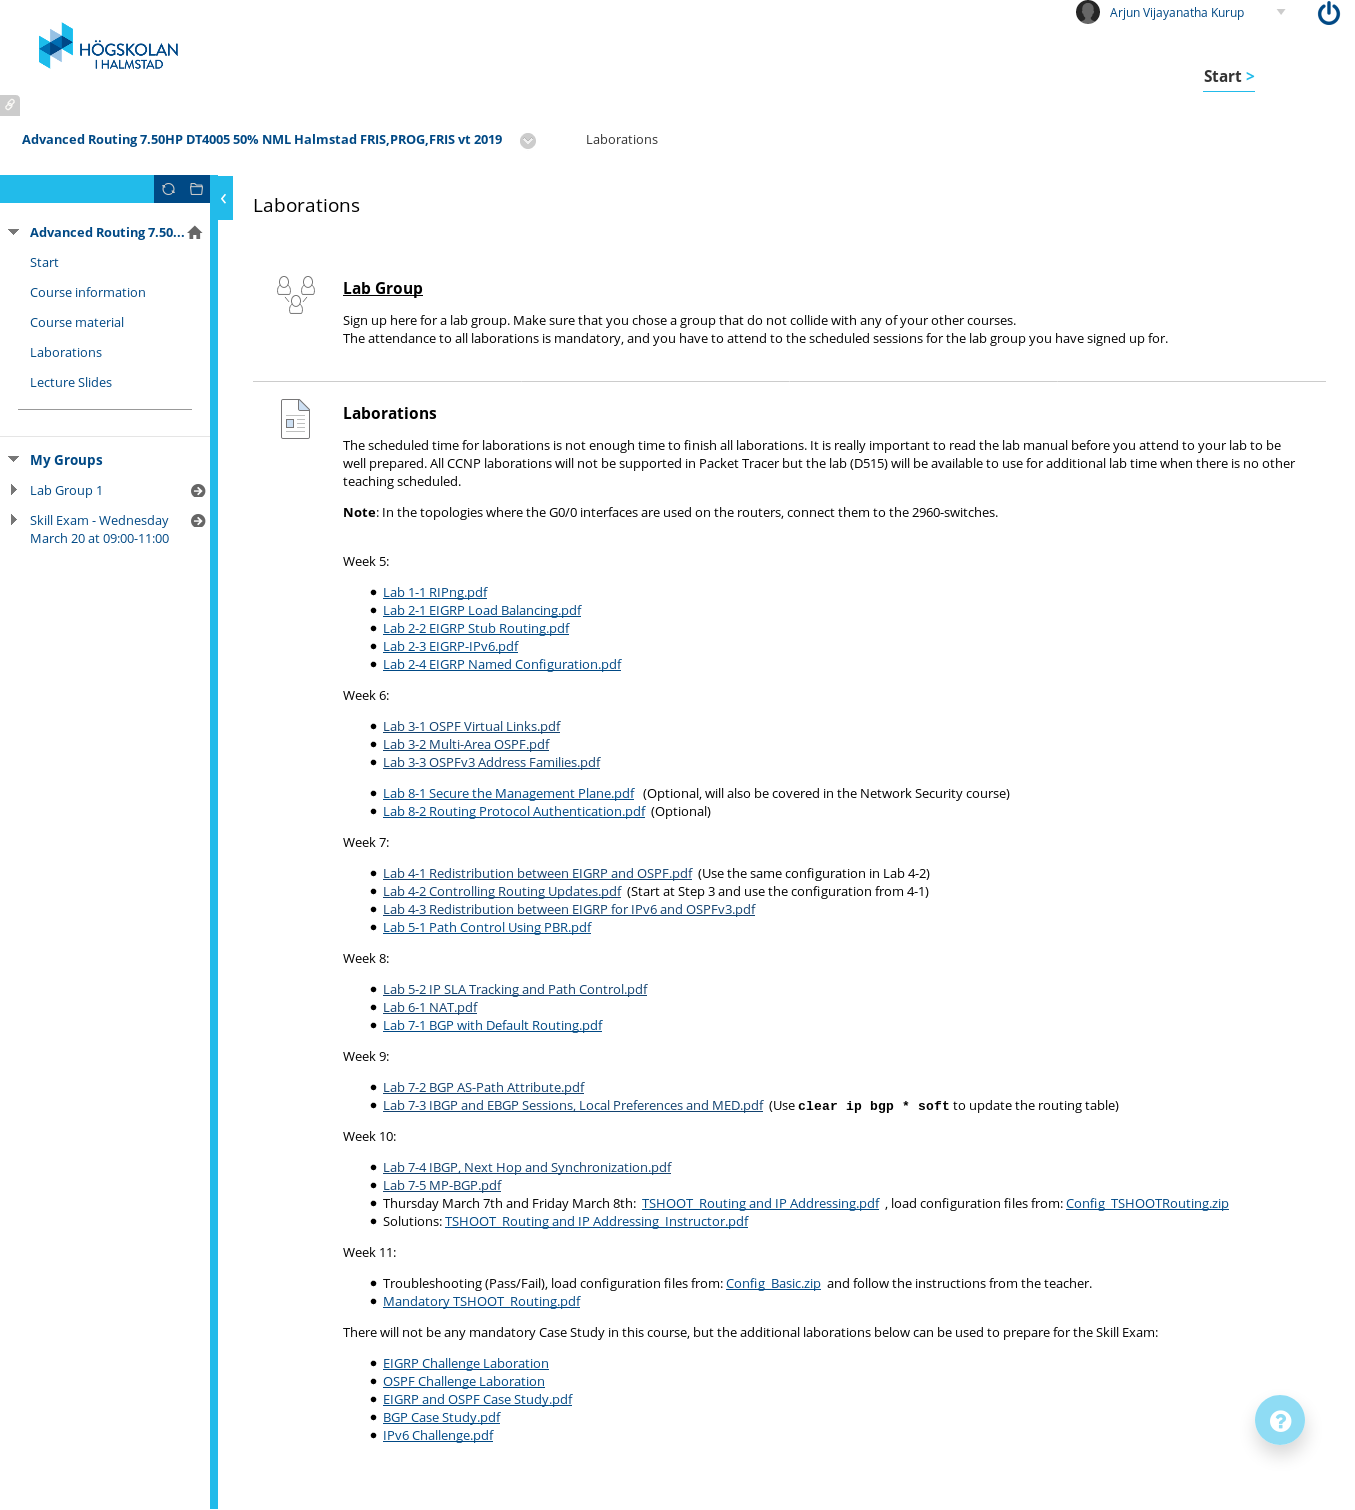 Arjun Vijayanatha Kurup
HÖGSKOLAN
I HALMSTAD
Start >
Advanced Routing 7.50HP DT4005 50% NML Halmstad FRIS,PROG,FRIS vt 2019
Laborations
Advanced Routing 7.50...
Start
Course information
Course material
Laborations
Lecture Slides
My Groups
Lab Group 1
Skill Exam - Wednesday
March 20 at 09:00-11:00
Laborations
Lab Group
Sign up here for a lab group. Make sure that you chose a group that do not collide with any of your other courses.
The attendance to all laborations is mandatory, and you have to attend to the scheduled sessions for the lab group you have signed up for.
Laborations
The scheduled time for laborations is not enough time to finish all laborations. It is really important to read the lab manual before you attend to your lab to be
well prepared. All CCNP laborations will not be supported in Packet Tracer but the lab (D515) will be available to use for additional lab time when there is no other
teaching scheduled.
Note: In the topologies where the G0/0 interfaces are used on the routers, connect them to the 2960-switches.
Week 5:
• Lab 1-1 RIPng.pdf
• Lab 2-1 EIGRP Load Balancing.pdf
• Lab 2-2 EIGRP Stub Routing.pdf
• Lab 2-3 EIGRP-IPv6.pdf
• Lab 2-4 EIGRP Named Configuration.pdf
Week 6:
• Lab 3-1 OSPF Virtual Links.pdf
• Lab 3-2 Multi-Area OSPF.pdf
• Lab 3-3 OSPFv3 Address Families.pdf
• Lab 8-1 Secure the Management Plane.pdf (Optional, will also be covered in the Network Security course)
• Lab 8-2 Routing Protocol Authentication.pdf (Optional)
Week 7:
• Lab 4-1 Redistribution between EIGRP and OSPF.pdf (Use the same configuration in Lab 4-2)
• Lab 4-2 Controlling Routing Updates.pdf (Start at Step 3 and use the configuration from 4-1)
• Lab 4-3 Redistribution between EIGRP for IPv6 and OSPFv3.pdf
• Lab 5-1 Path Control Using PBR.pdf
Week 8:
• Lab 5-2 IP SLA Tracking and Path Control.pdf
• Lab 6-1 NAT.pdf
• Lab 7-1 BGP with Default Routing.pdf
Week 9:
• Lab 7-2 BGP AS-Path Attribute.pdf
• Lab 7-3 IBGP and EBGP Sessions, Local Preferences and MED.pdf (Use clear ip bgp * soft to update the routing table)
Week 10:
• Lab 7-4 IBGP, Next Hop and Synchronization.pdf
• Lab 7-5 MP-BGP.pdf
• Thursday March 7th and Friday March 8th: TSHOOT_Routing and IP Addressing.pdf , load configuration files from: Config_TSHOOTRouting.zip
• Solutions: TSHOOT_Routing and IP Addressing_Instructor.pdf
Week 11:
• Troubleshooting (Pass/Fail), load configuration files from: Config_Basic.zip and follow the instructions from the teacher.
• Mandatory TSHOOT_Routing.pdf
There will not be any mandatory Case Study in this course, but the additional laborations below can be used to prepare for the Skill Exam:
• EIGRP Challenge Laboration
• OSPF Challenge Laboration
• EIGRP and OSPF Case Study.pdf
• BGP Case Study.pdf
• IPv6 Challenge.pdf